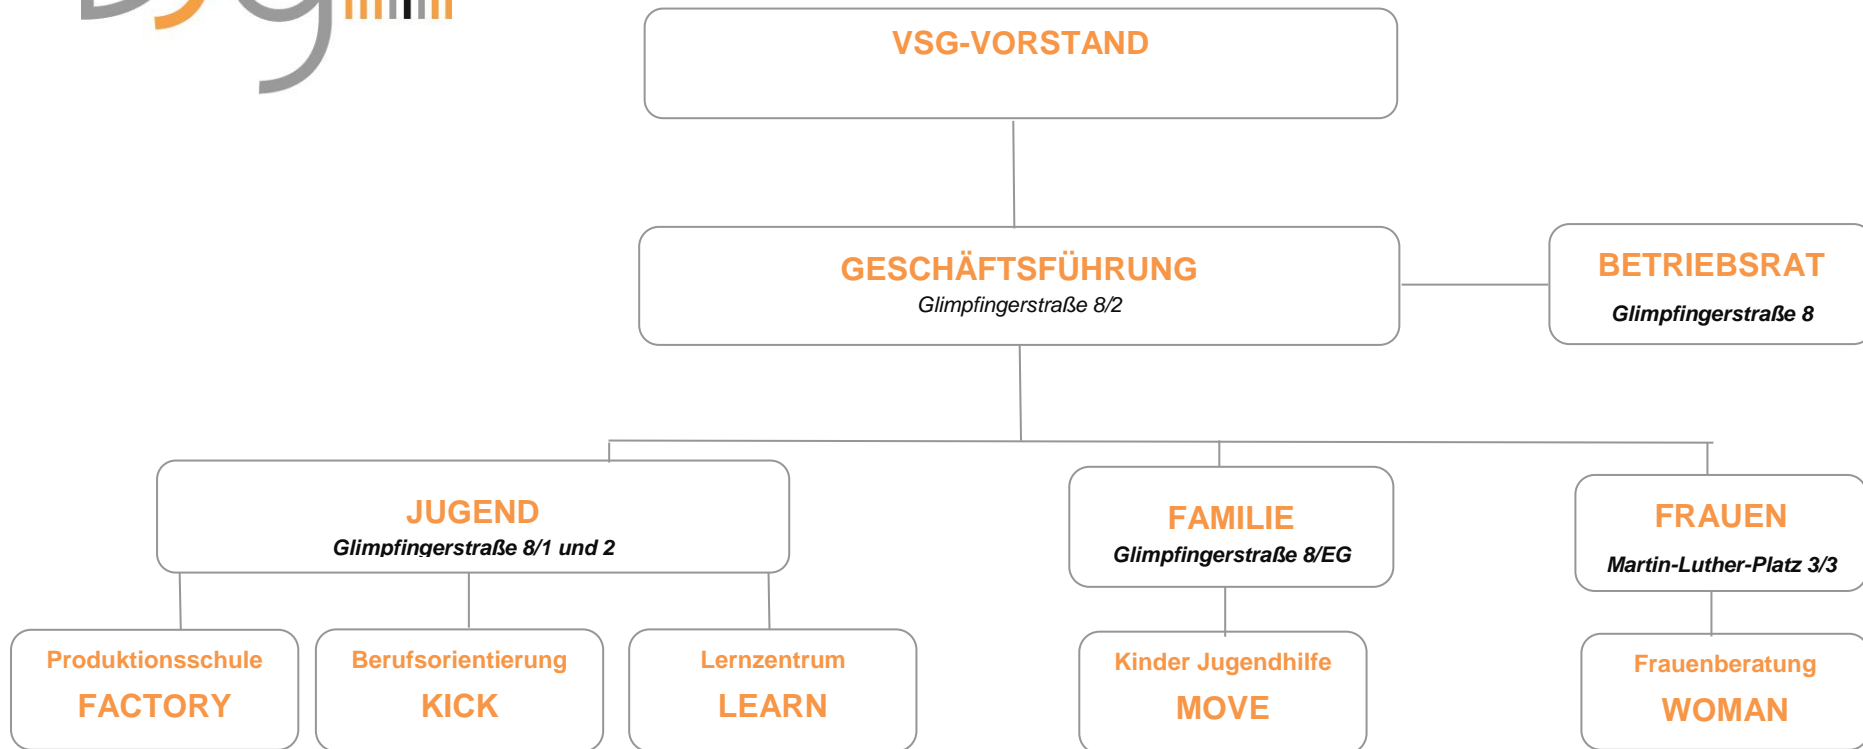 vsg
VSG-VORSTAND
GESCHÄFTSFÜHRUNG
Glimpfingerstraße 8/2
BETRIEBSRAT
Glimpfingerstraße 8
JUGEND
Glimpfingerstraße 8/1 und 2
FAMILIE
Glimpfingerstraße 8/EG
FRAUEN
Martin-Luther-Platz 3/3
Produktionsschule
FACTORY
Berufsorientierung
KICK
Lernzentrum
LEARN
Kinder Jugendhilfe
MOVE
Frauenberatung
WOMAN